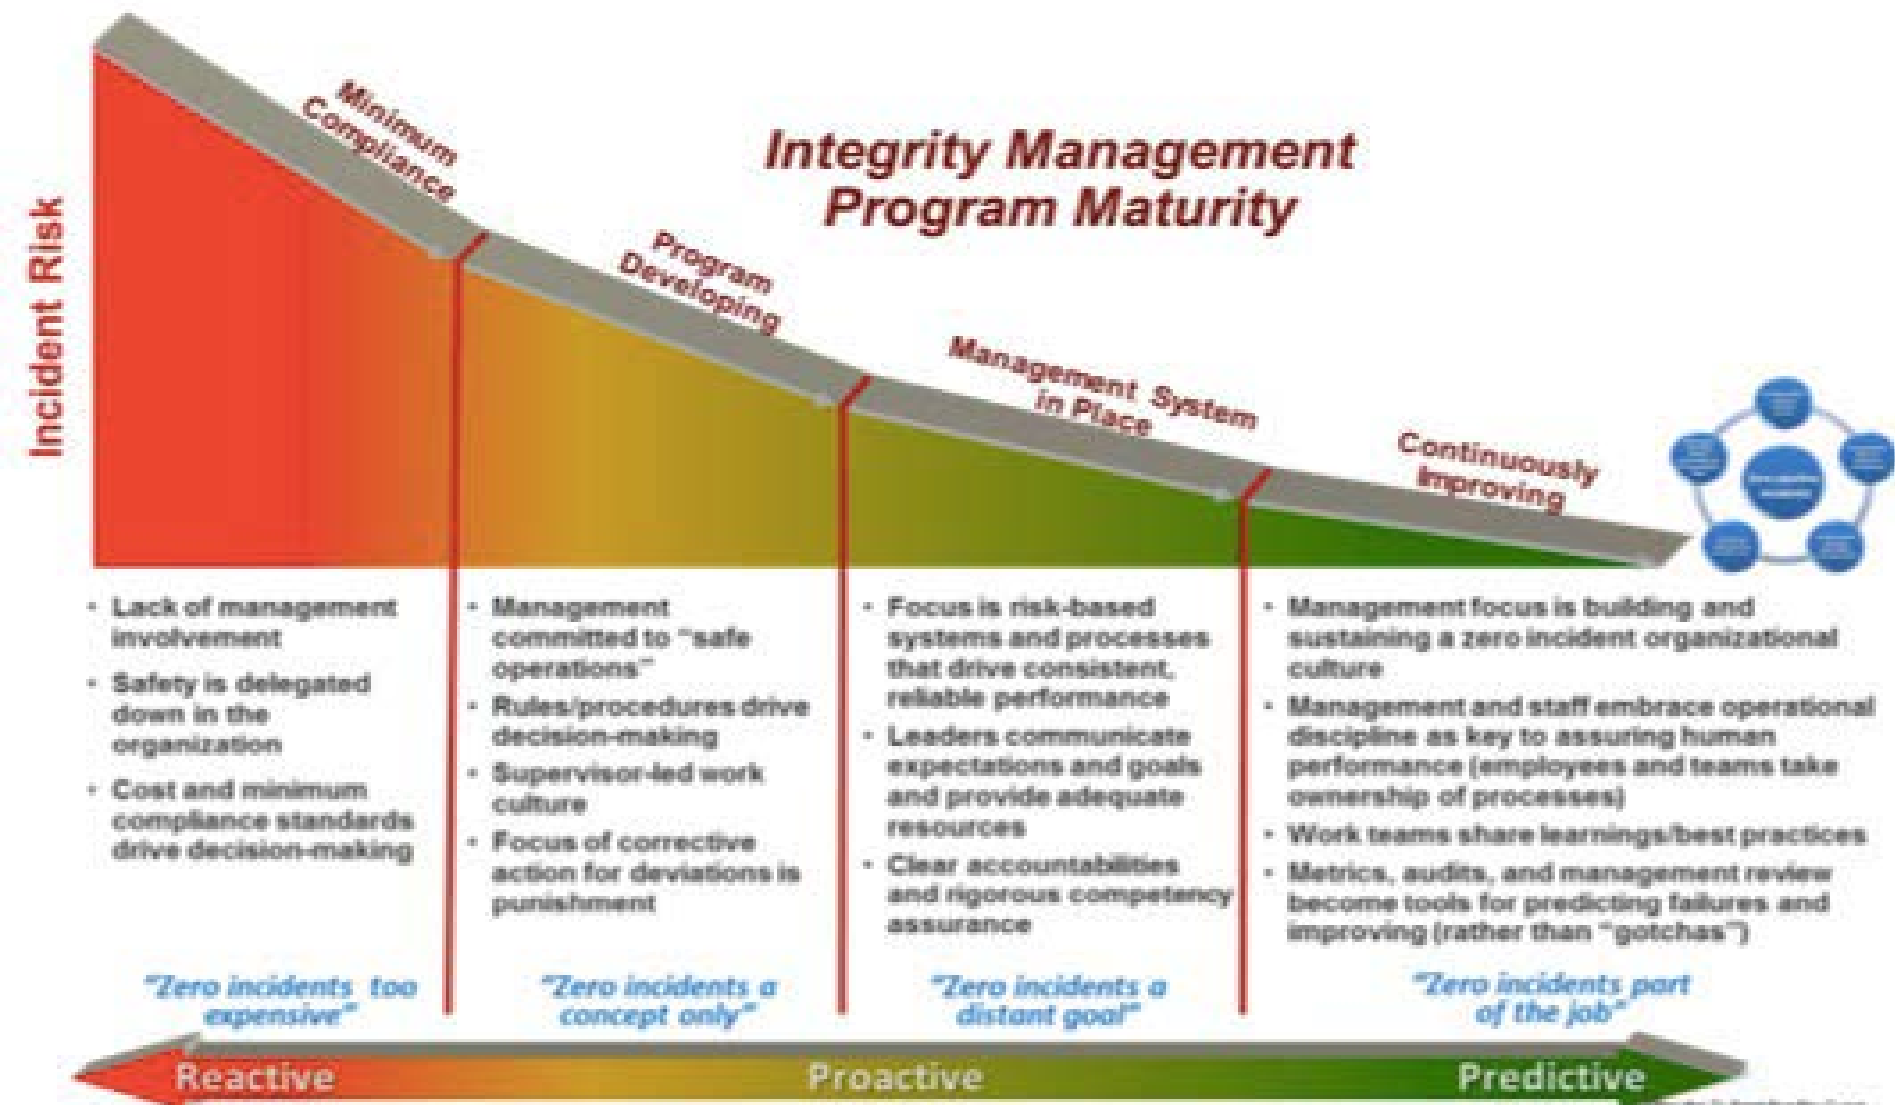 Minimum
Compliance
Integrity Management
Program Maturity
Incident Risk
Program
Developing
Management System
in Place
Continuously
Improving
• Lack of management
involvement
• Safety is delegated
down in the
organization
• Cost and minimum
compliance standards
drive decision-making
"Zero incidents too
expensive"
• Management
committed to "safe
operations"
• Rules/procedures drive
decision-making
• Supervisor-led work
culture
• Focus of corrective
action for deviations is
punishment
"Zero incidents a
concept only"
• Focus is risk-based
systems and processes
that drive consistent,
reliable performance
• Leaders communicate
expectations and goals
and provide adequate
resources
• Clear accountabilities
and rigorous competency
assurance
"Zero incidents a
distant goal"
• Management focus is building and
sustaining a zero incident organizational
culture
• Management and staff embrace operational
discipline as key to assuring human
performance (employees and teams take
ownership of processes)
• Work teams share learnings/best practices
• Metrics, audits, and management review
become tools for predicting failures and
improving (rather than "gotchas")
"Zero incidents part
of the job"
Reactive
Proactive
Predictive